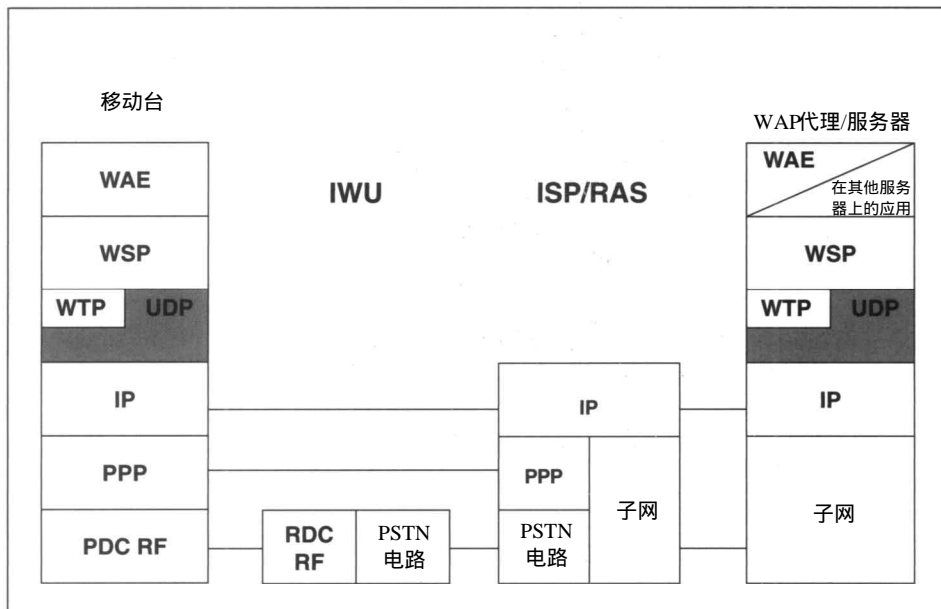 移动台
WAE
WSP
WTP UDP
IP
PPP
PDC RF
IWU
RDC
RF
PSTN
电路
ISP/RAS
IP
PPP
PSTN
电路
子网
WAP代理/服务器
WAE
在其他服务
器上的应用
WSP
WTP UDP
IP
子网